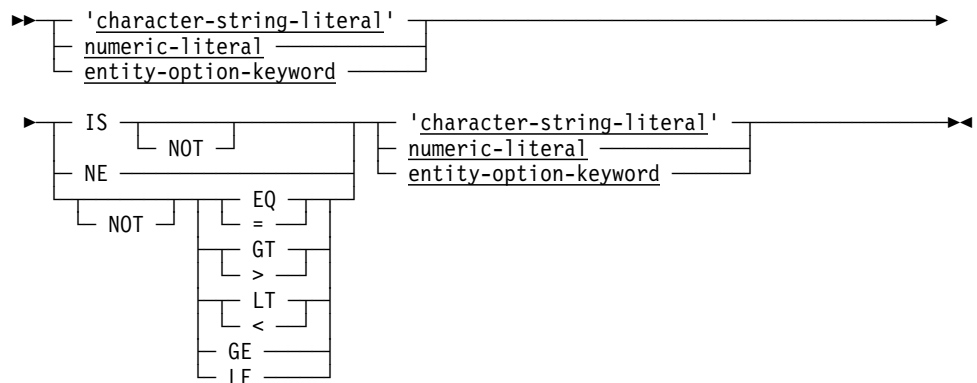 'character-string-literal'
numeric-literal
entity-option-keyword
IS
NOT
'character-string-literal'
numeric-literal
NE
entity-option-keyword
EQ
NOT
=
GT
>
LT
<
GE
LE